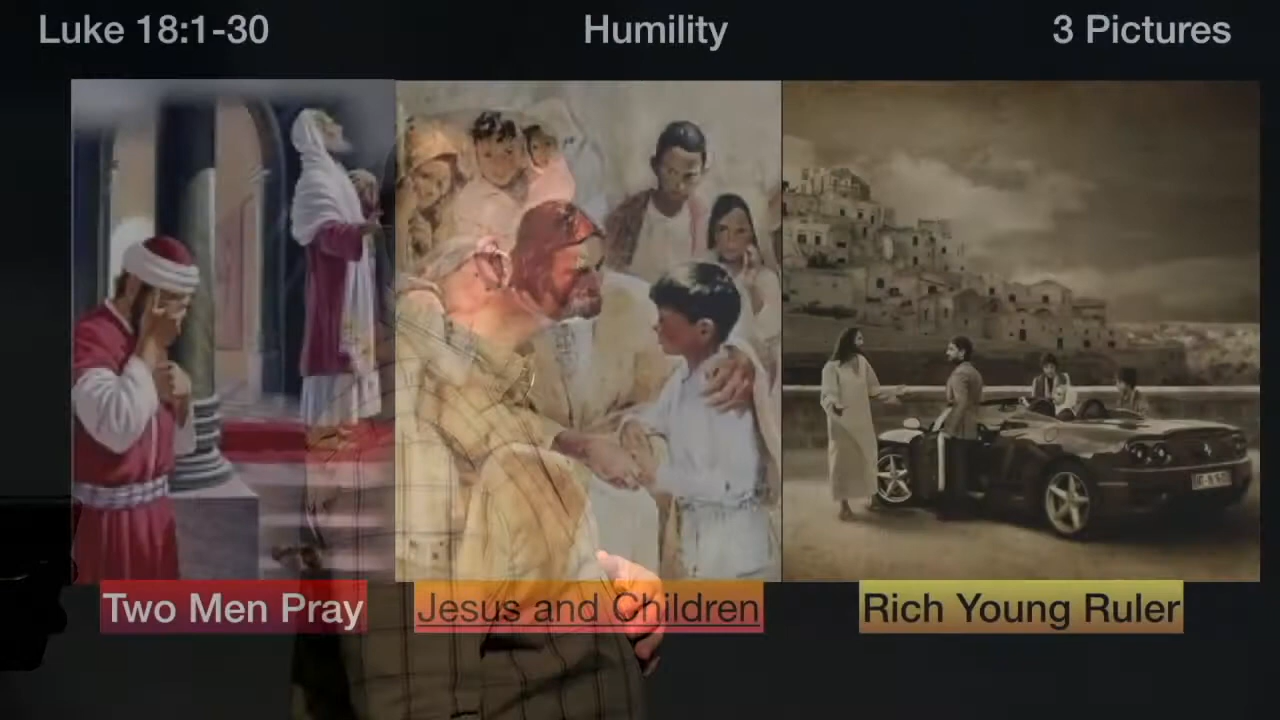 Luke 18:1-30
Humility
3 Pictures
Two Men Pray
Jesus and Children
Rich Young Ruler